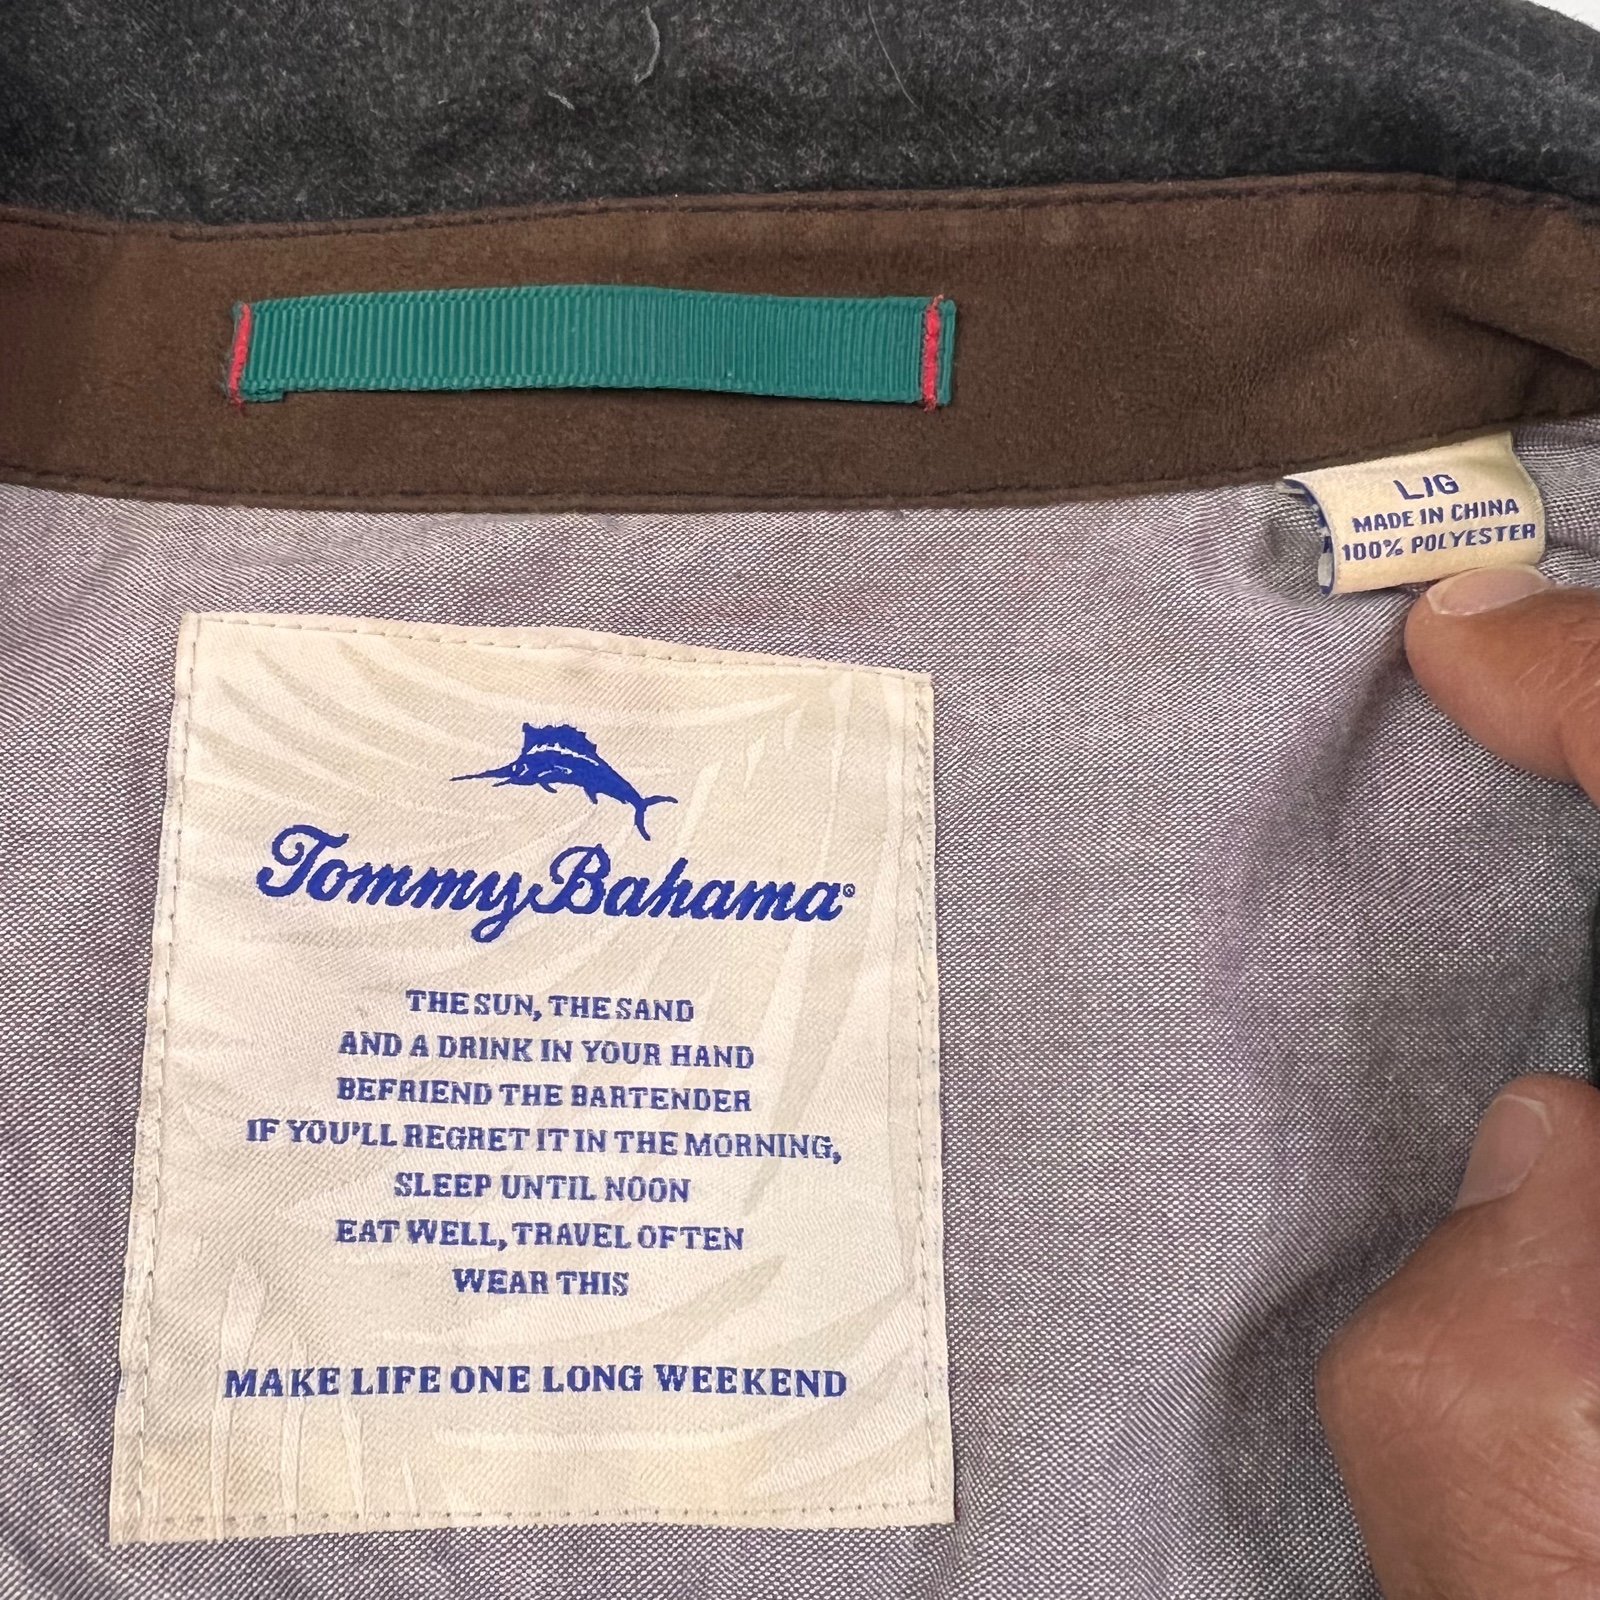 L/G
MADE IN CHINA
100% POLYESTER
Tommy Bahama®
THE SUN, THE SAND
AND A DRINK IN YOUR HAND
BEFRIEND THE BARTENDER
IF YOU'LL REGRET IT IN THE MORNING,
SLEEP UNTIL NOON
EAT WELL, TRAVEL OFTEN
WEAR THIS
MAKE LIFE ONE LONG WEEKEND